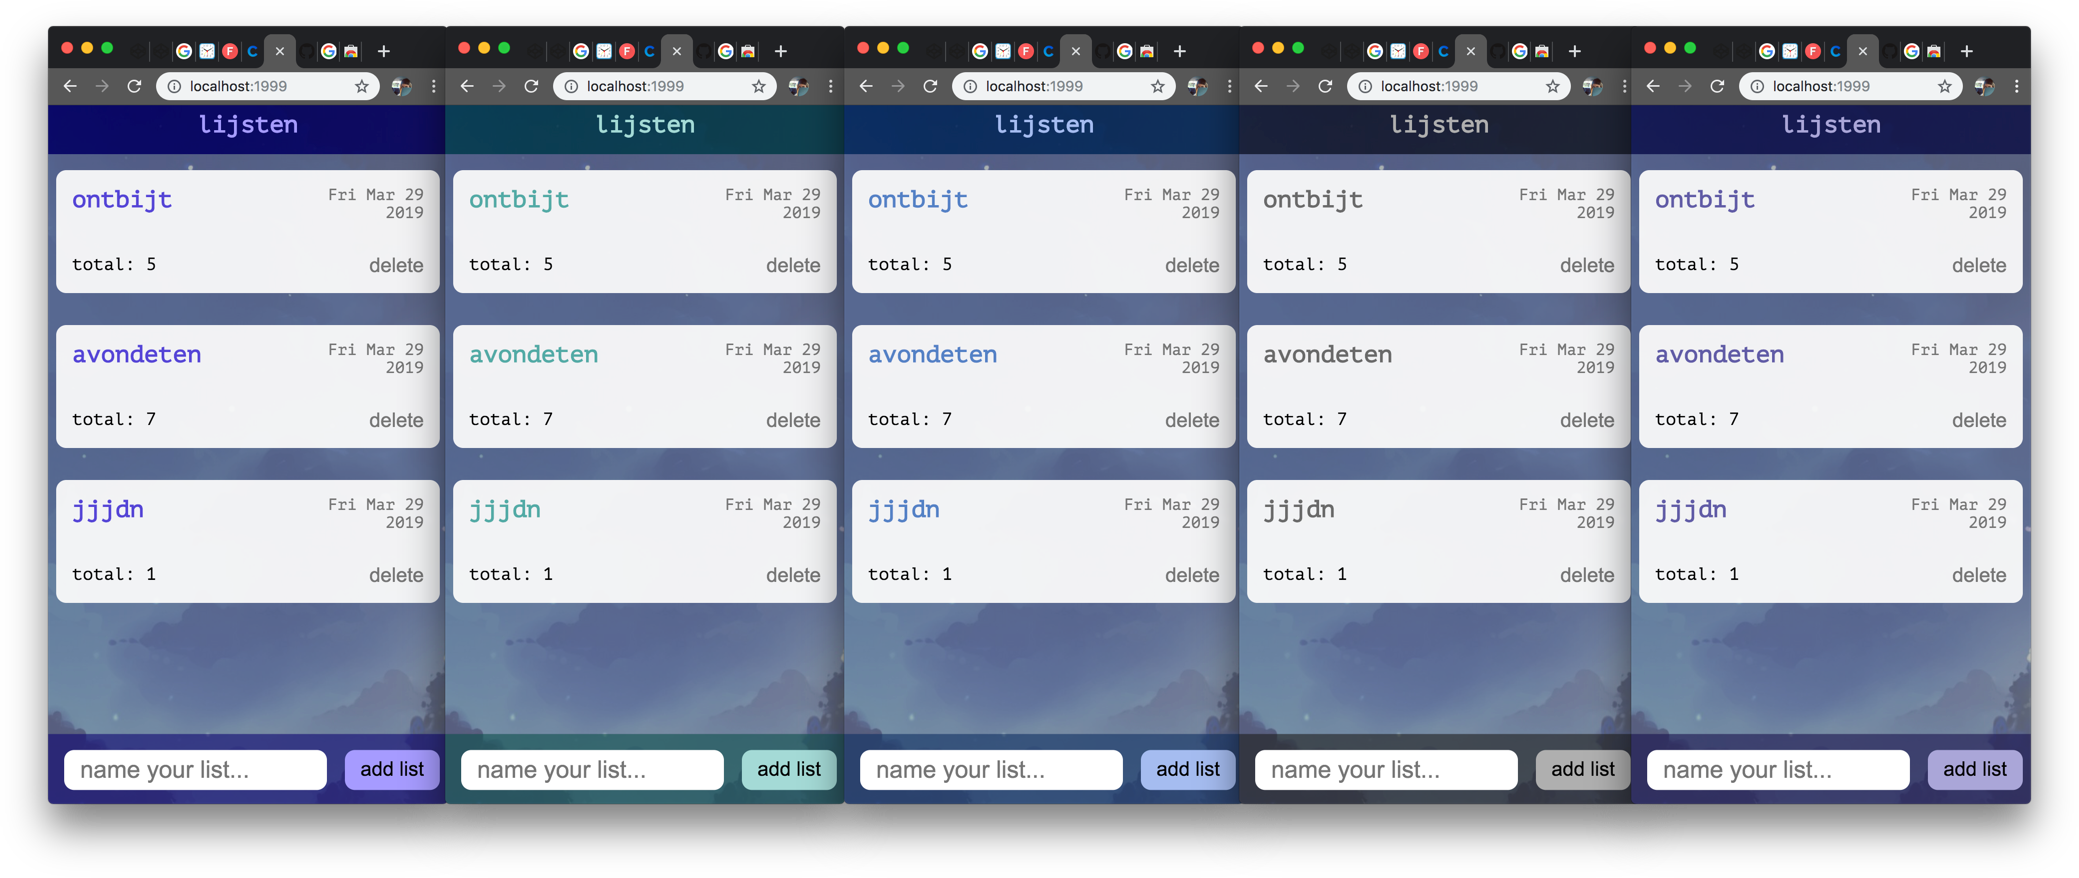 localhost:1999
lijsten
ontbijt
Fri Mar 29
2019
total: 5
delete
avondeten
Fri Mar 29
2019
total: 7
delete
jjjdn
Fri Mar 29
2019
total: 1
delete
name your list...
add list
localhost:1999
lijsten
ontbijt
Fri Mar 29
2019
total: 5
delete
avondeten
Fri Mar 29
2019
total: 7
delete
jjjdn
Fri Mar 29
2019
total: 1
delete
name your list...
add list
localhost:1999
lijsten
ontbijt
Fri Mar 29
2019
total: 5
delete
avondeten
Fri Mar 29
2019
total: 7
delete
jjjdn
Fri Mar 29
2019
total: 1
delete
name your list...
add list
localhost:1999
lijsten
ontbijt
Fri Mar 29
2019
total: 5
delete
avondeten
Fri Mar 29
2019
total: 7
delete
jjjdn
Fri Mar 29
2019
total: 1
delete
name your list...
add list
localhost:1999
lijsten
ontbijt
Fri Mar 29
2019
total: 5
delete
avondeten
Fri Mar 29
2019
total: 7
delete
jjjdn
Fri Mar 29
2019
total: 1
delete
name your list...
add list